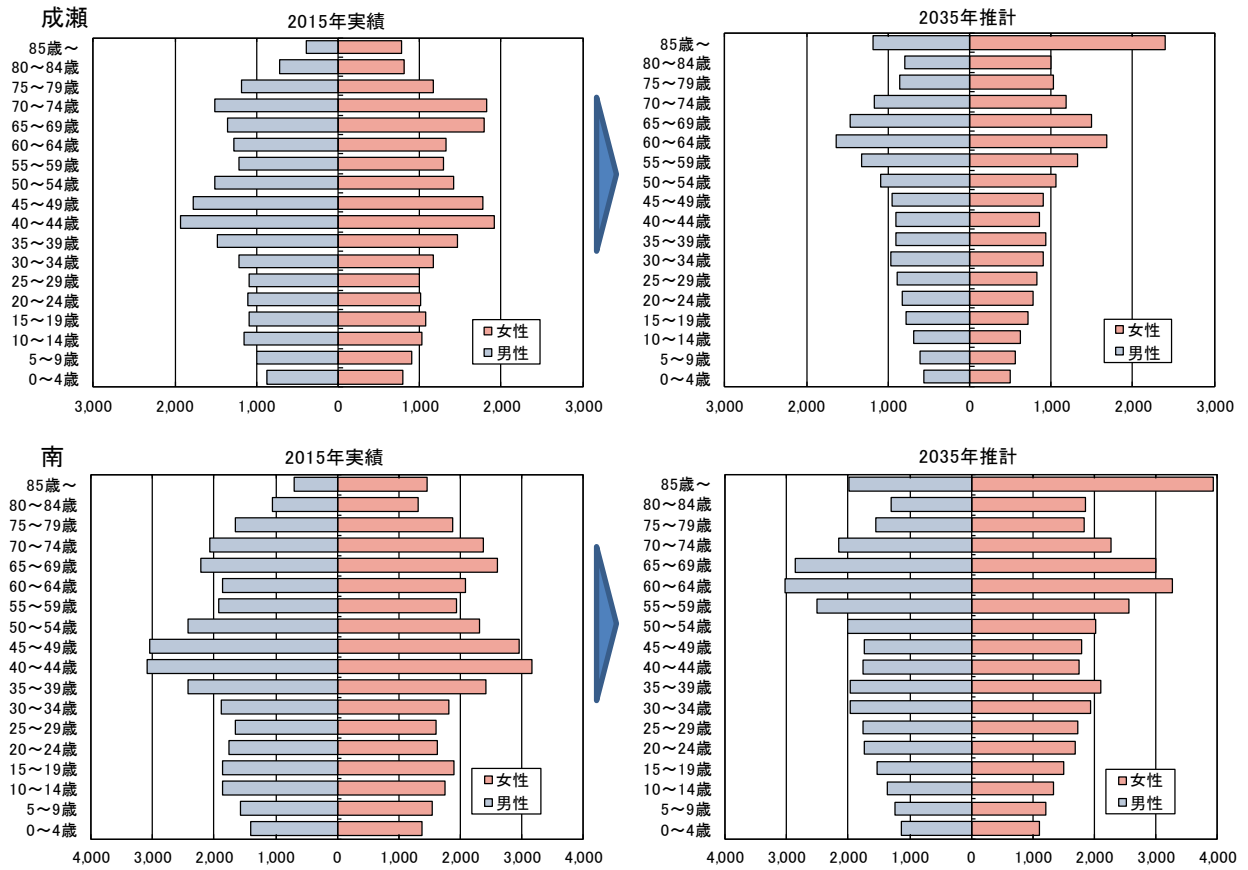 成瀬
2015年実績
85歳～
80～84歳
75～79歳
70～74歳
65～69歳
60～64歳
55～59歳
50～54歳
45～49歳
40～44歳
35～39歳
30～34歳
25～29歳
20～24歳
15～19歳
10～14歳
5～9歳
0～4歳
女性
男性
3,000 2,000 1,000 0 1,000 2,000 3,000
2035年推計
85歳～
80～84歳
75～79歳
70～74歳
65～69歳
60～64歳
55～59歳
50～54歳
45～49歳
40～44歳
35～39歳
30～34歳
25～29歳
20～24歳
15～19歳
10～14歳
5～9歳
0～4歳
女性
男性
3,000 2,000 1,000 0 1,000 2,000 3,000
南
2015年実績
85歳～
80～84歳
75～79歳
70～74歳
65～69歳
60～64歳
55～59歳
50～54歳
45～49歳
40～44歳
35～39歳
30～34歳
25～29歳
20～24歳
15～19歳
10～14歳
5～9歳
0～4歳
女性
男性
4,000 3,000 2,000 1,000 0 1,000 2,000 3,000 4,000
2035年推計
85歳～
80～84歳
75～79歳
70～74歳
65～69歳
60～64歳
55～59歳
50～54歳
45～49歳
40～44歳
35～39歳
30～34歳
25～29歳
20～24歳
15～19歳
10～14歳
5～9歳
0～4歳
女性
男性
4,000 3,000 2,000 1,000 0 1,000 2,000 3,000 4,000